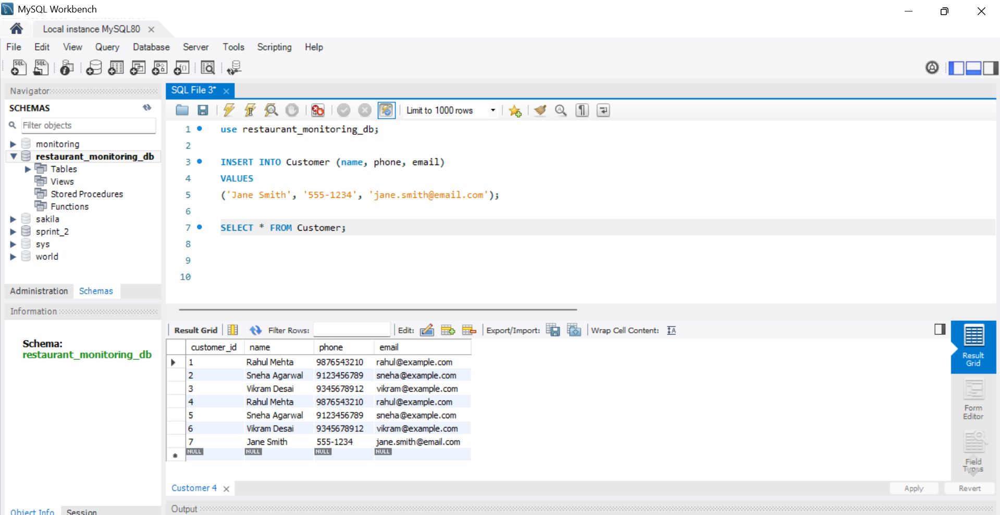 MySQL Workbench
Local instance MySQL80
File Edit View Query Database Server Tools Scripting Help
Navigator
SCHEMAS
Filter objects
monitoring
restaurant_monitoring_db
Tables
Views
Stored Procedures
Functions
sakila
sprint_2
sys
world
Administration Schemas
Information
Schema:
restaurant_monitoring_db
Object Info Session
SQL File 3*
Limit to 1000 rows
1 use restaurant_monitoring_db;
2
3 INSERT INTO Customer (name, phone, email)
4 VALUES
5 ('Jane Smith', '555-1234', 'jane.smith@email.com');
6
7 SELECT * FROM Customer;
8
9
10
Result Grid Filter Rows: Edit: Export/Import: Wrap Cell Content: IA
customer_id name phone email
1 Rahul Mehta 9876543210 rahul@example.com
2 Sneha Agarwal 9123456789 sneha@example.com
3 Vikram Desai 9345678912 vikram@example.com
4 Rahul Mehta 9876543210 rahul@example.com
5 Sneha Agarwal 9123456789 sneha@example.com
6 Vikram Desai 9345678912 vikram@example.com
7 Jane Smith 555-1234 jane.smith@email.com
NULL NULL NULL NULL
Result
Grid
Form
Editor
Field
Types
Customer 4
Apply Revert
Output